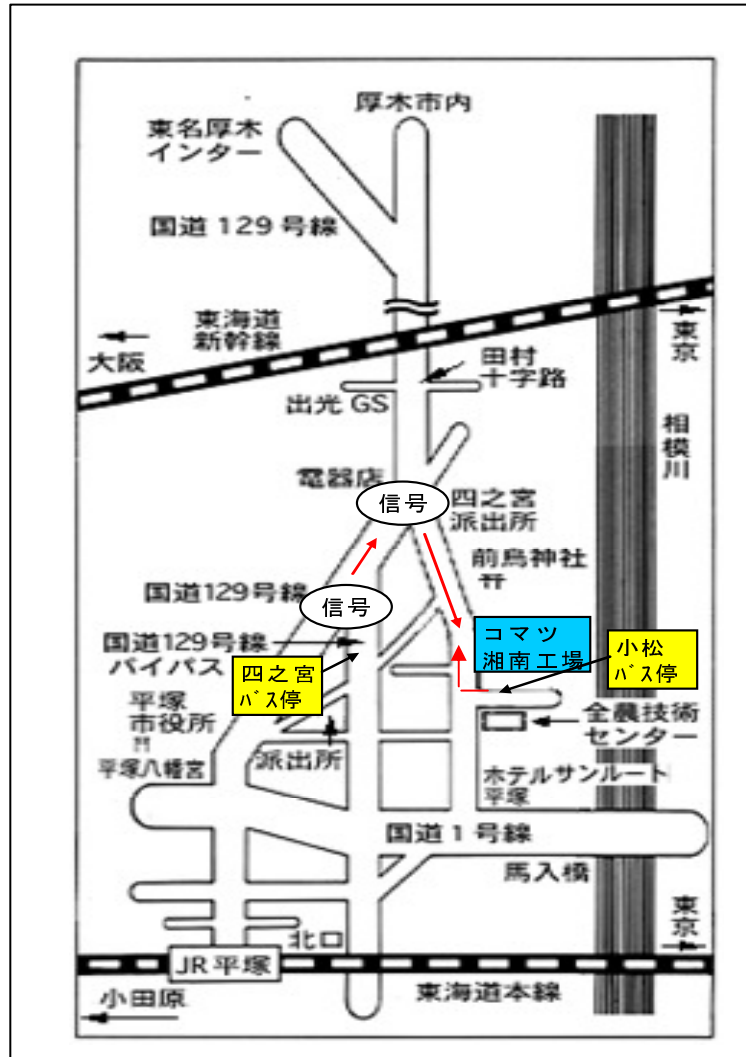 厚木市内
東名厚木
インター
国道129号線
東海道
新幹線
大阪
東京
田村
十字路
出光GS
相模川
電器店
信号
四之宮
派出所
前鳥神社
国道129号線
信号
国道129号線
バイパス
四之宮
バス停
コマツ
湘南工場
小松
バス停
平塚
市役所
全農技術
センター
平塚八幡宮
派出所
ホテルサンルート
平塚
国道1号線
馬入橋
北口
東京
JR平塚
小田原
東海道本線